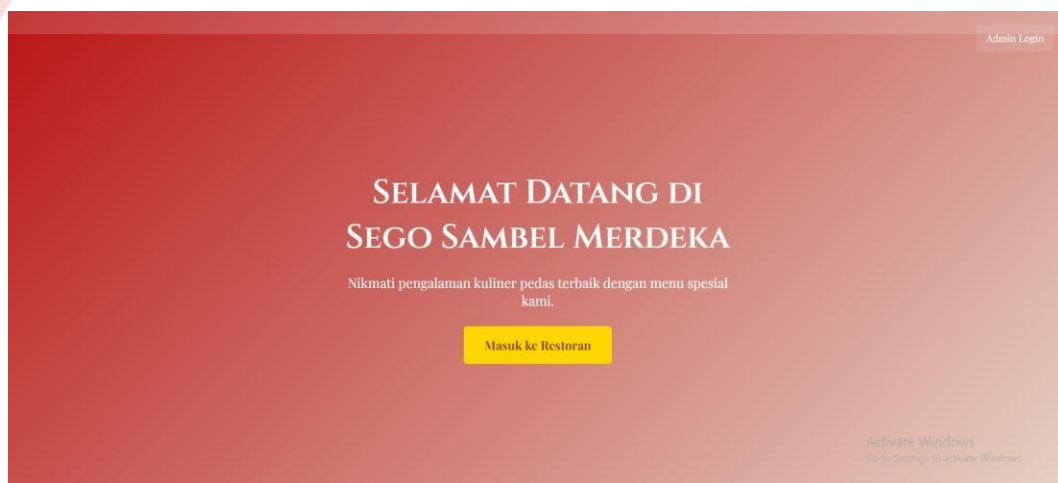 Admin Login
Selamat Datang di
Sego Sambel Merdeka
Nikmati pengalaman kuliner pedas terbaik dengan menu spesial
kami.
Masuk ke Restoran
Activate Windows
Go to Settings to activate Windows.